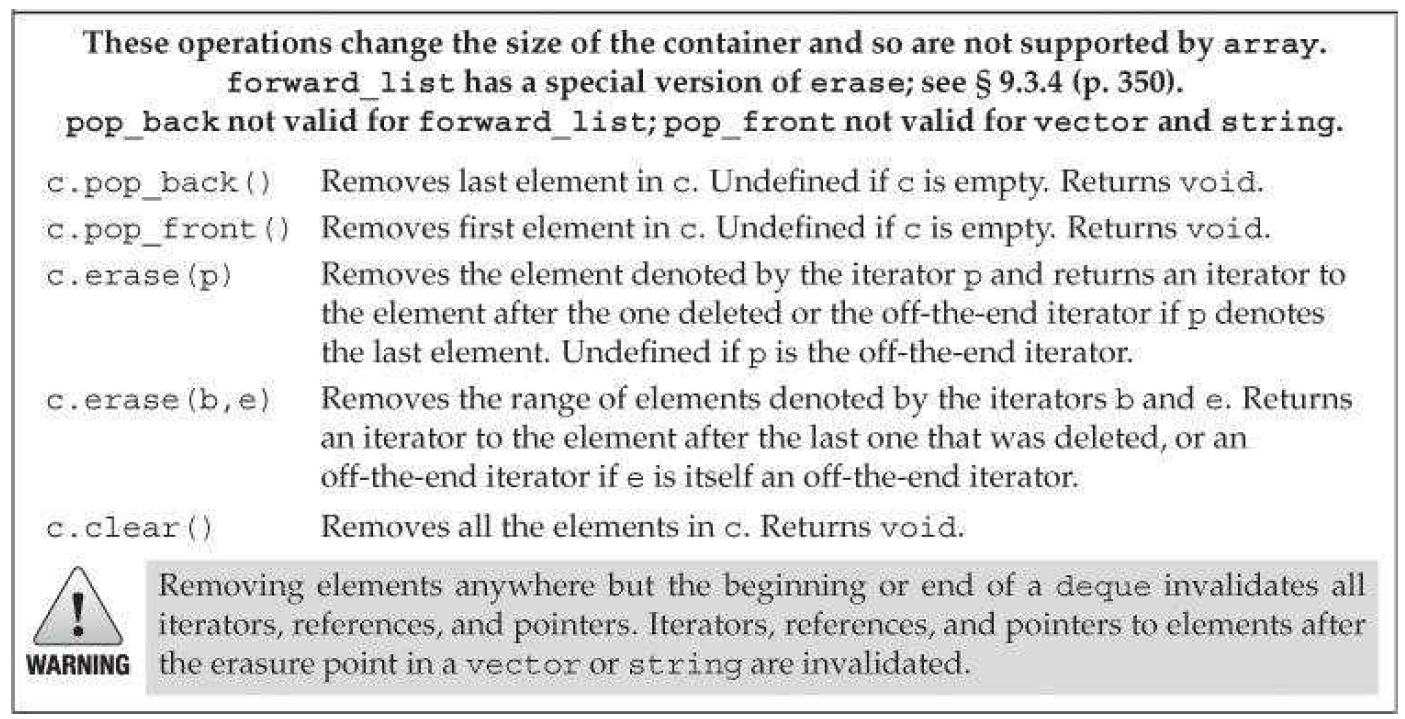 These operations change the size of the container and so are not supported by array.
forward_list has a special version of erase; see § 9.3.4 (p. 350).
pop_back not valid for forward_list; pop_front not valid for vector and string.
c.pop_back() Removes last element in c. Undefined if c is empty. Returns void.
c.pop_front() Removes first element in c. Undefined if c is empty. Returns void.
c.erase(p) Removes the element denoted by the iterator p and returns an iterator to
the element after the one deleted or the off-the-end iterator if p denotes
the last element. Undefined if p is the off-the-end iterator.
c.erase(b,e) Removes the range of elements denoted by the iterators b and e. Returns
an iterator to the element after the last one that was deleted, or an
off-the-end iterator if e is itself an off-the-end iterator.
c.clear() Removes all the elements in c. Returns void.
Removing elements anywhere but the beginning or end of a deque invalidates all
iterators, references, and pointers. Iterators, references, and pointers to elements after
the erasure point in a vector or string are invalidated.
WARNING